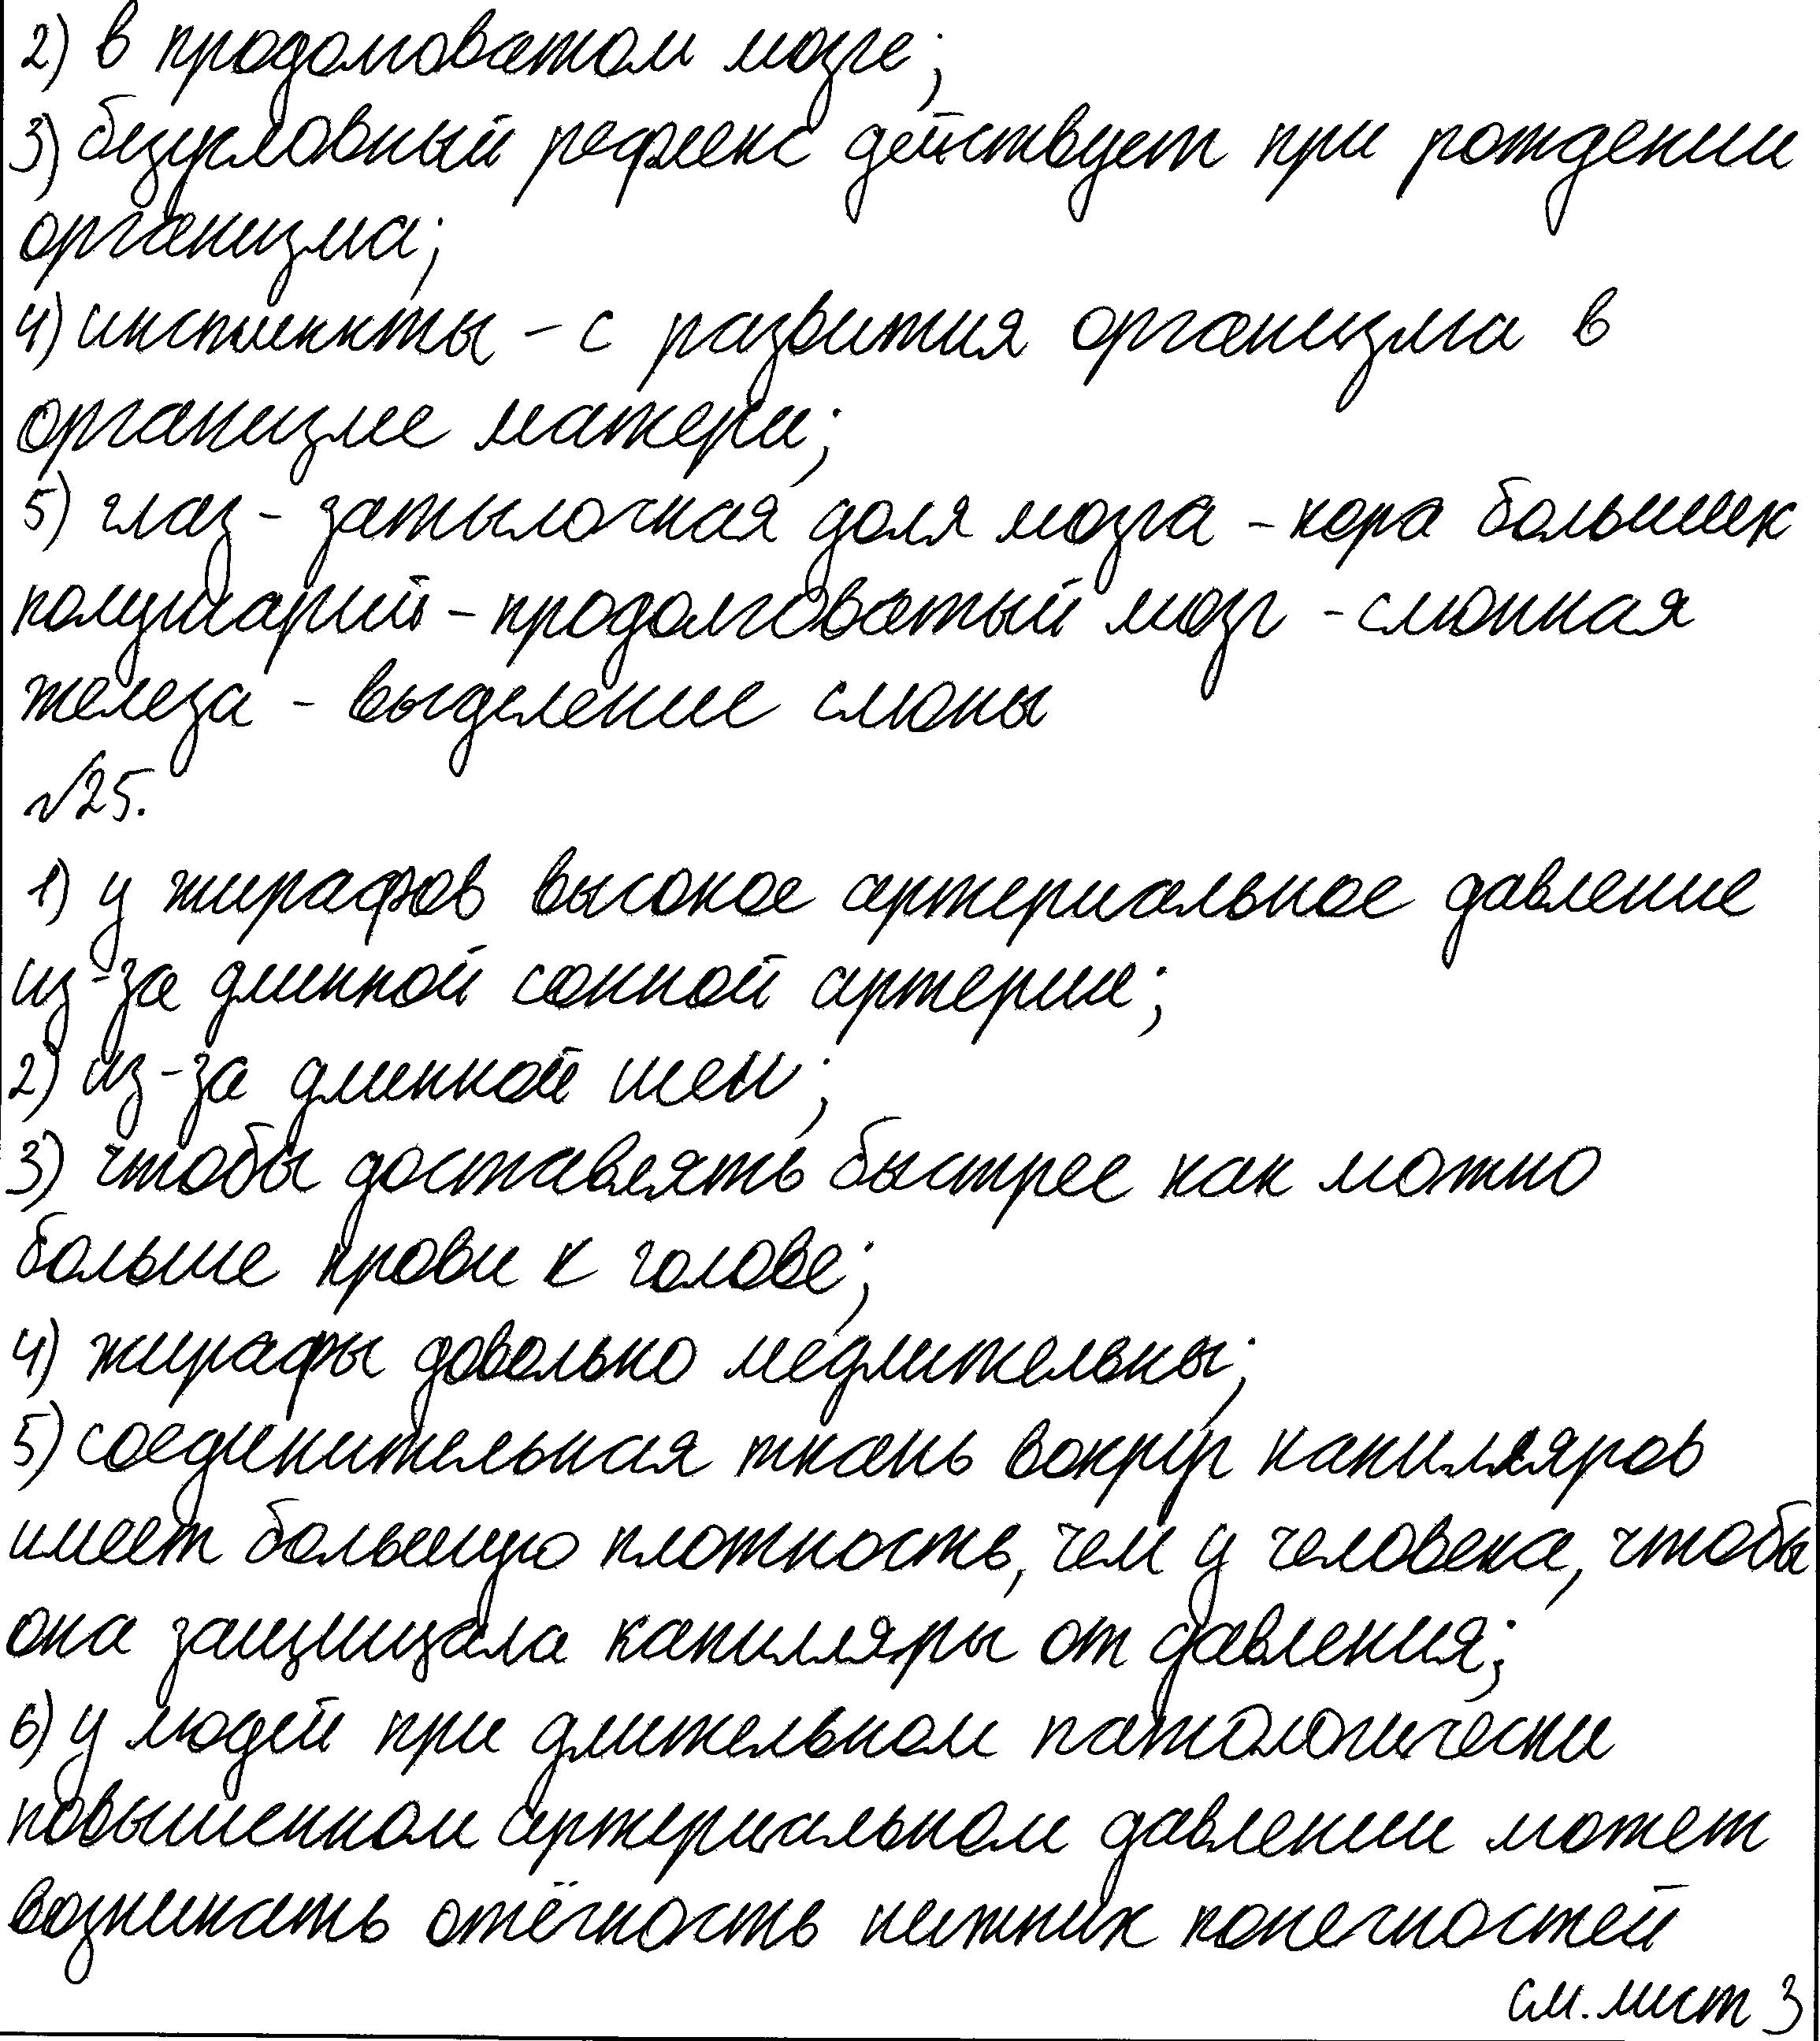 2) в продолговатом мозге;
3) безусловный рефлекс действует при рождении
организма;
4) инстинкты - с развития организма в
организме матери;
5) глаз - затылочная доля мозга - кора больших
полушарий - продолговатый мозг - слюнная
железа - выделение слюны
№25.
1) у жирафов высокое артериальное давление
из-за длинной сонной артерии;
2) из-за длинной шеи;
3) чтобы доставлять быстрее как можно
больше крови к голове;
4) жирафы довольно медлительны;
5) соединительная ткань вокруг капилляров
имеет большую плотность, чем у человека, чтобы
она защищала капилляры от давления;
6) у людей при длительном патологически
повышенном артериальном давлении может
возникать отёчность нижних конечностей
см. лист 3